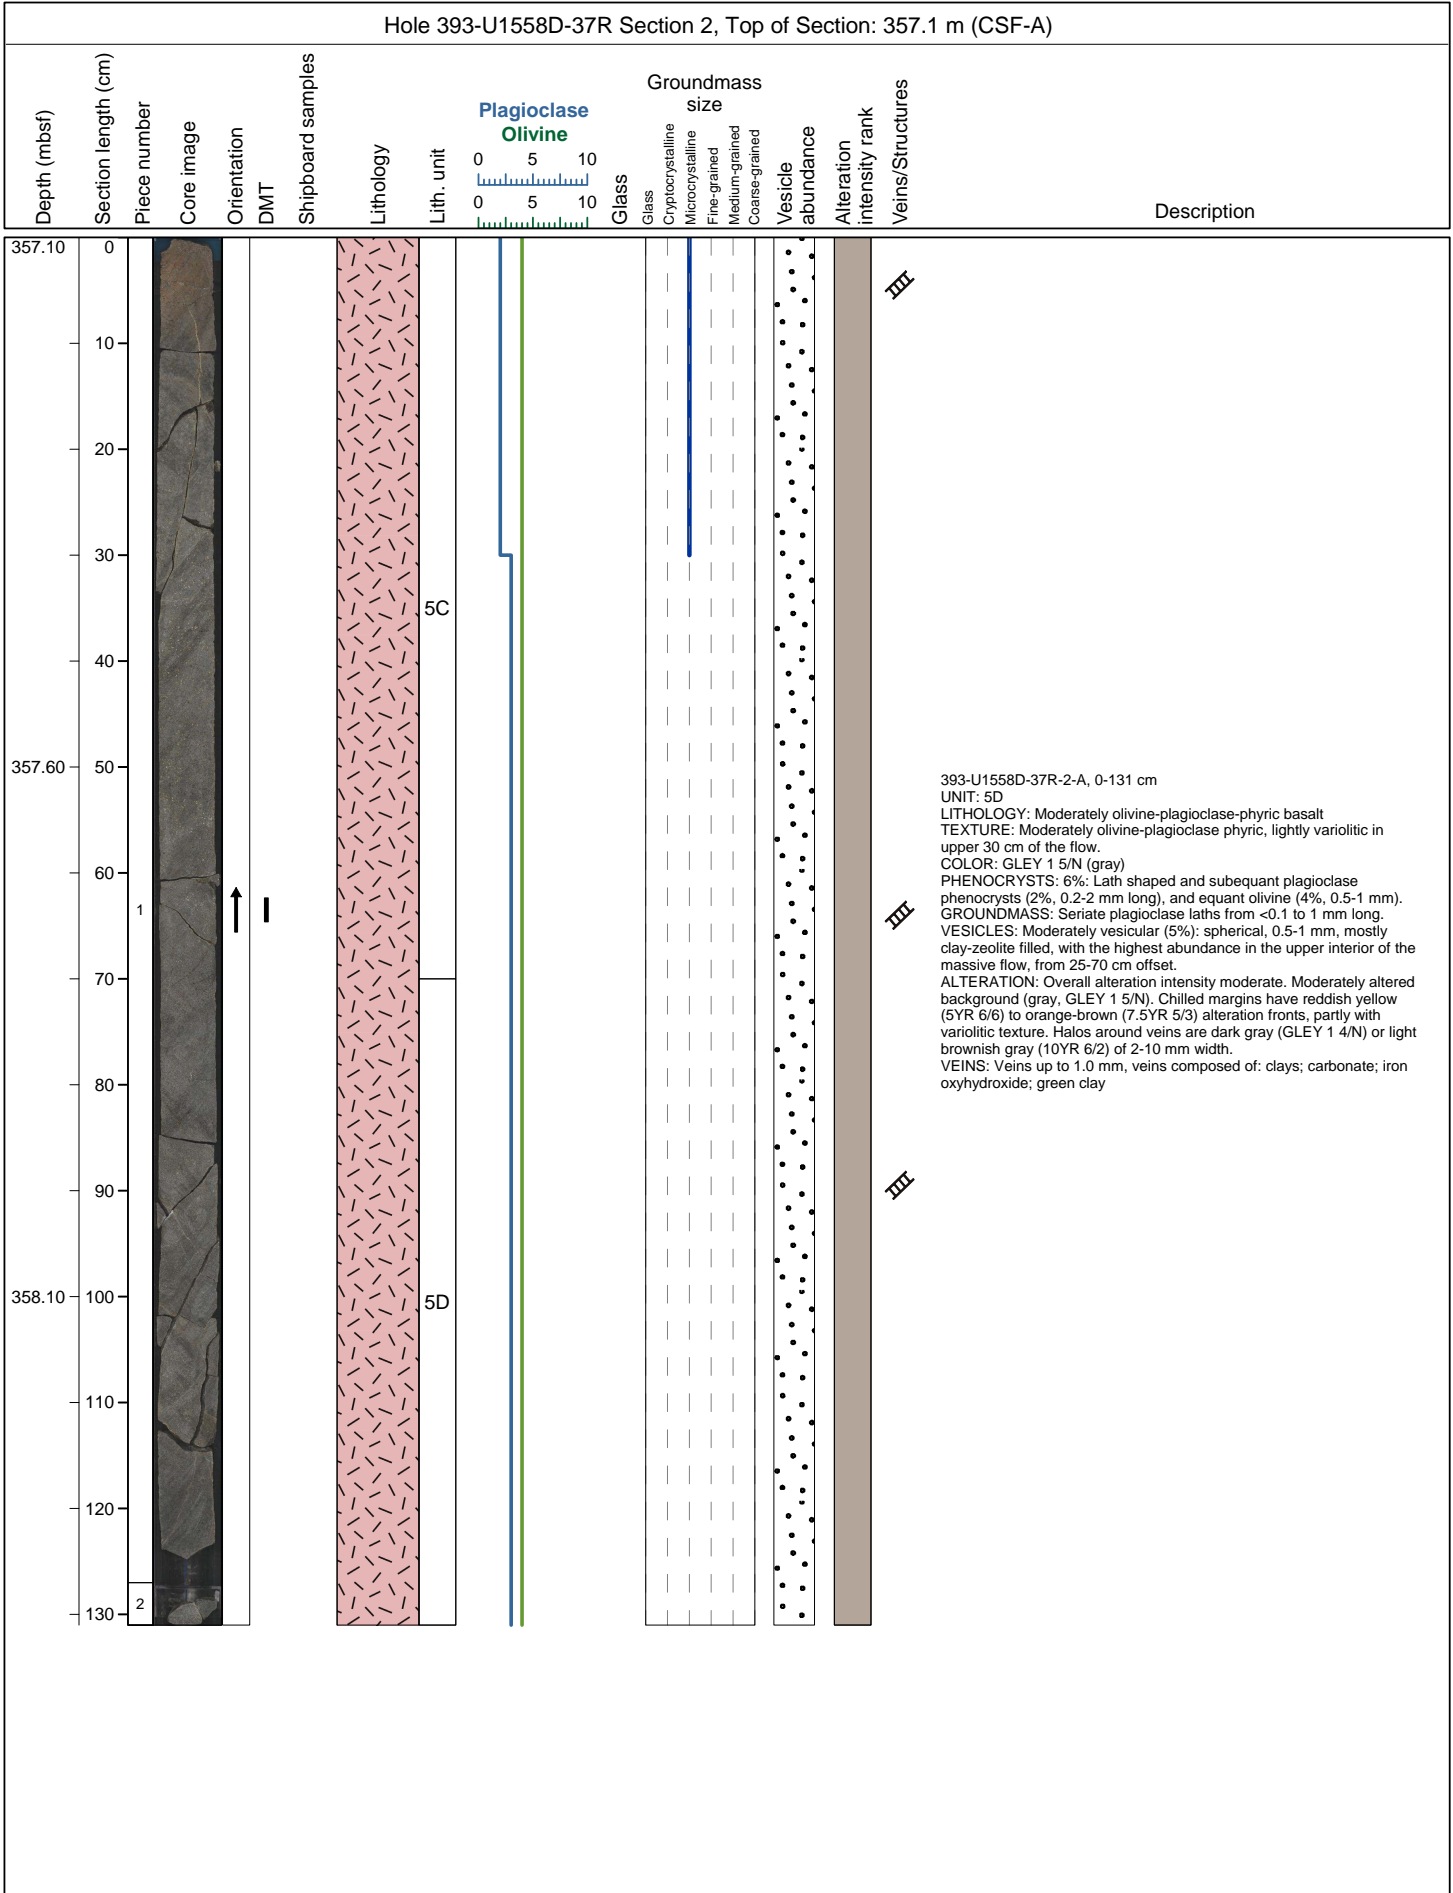 Hole 393-U1558D-37R Section 2, Top of Section: 357.1 m (CSF-A)
Depth (mbsf)
Section length (cm)
Piece number
Core image
Orientation
DMT
Shipboard samples
Lithology
Lith. unit
Plagioclase
Olivine
0 5 10
0 5 10
Glass
Groundmass
size
Glass
Cryptocrystalline
Microcrystalline
Fine-grained
Medium-grained
Coarse-grained
Vesicle
abundance
Alteration
intensity rank
Veins/Structures
Description
357.10 0
10
20
30
5C
40
357.60 50
393-U1558D-37R-2-A, 0-131 cm
UNIT: 5D
LITHOLOGY: Moderately olivine-plagioclase-phyric basalt
TEXTURE: Moderately olivine-plagioclase phyric, lightly variolitic in
upper 30 cm of the flow.
COLOR: GLEY 1 5/N (gray)
PHENOCRYSTS: 6%: Lath shaped and subequant plagioclase
phenocrysts (2%, 0.2-2 mm long), and equant olivine (4%, 0.5-1 mm).
GROUNDMASS: Seriate plagioclase laths from <0.1 to 1 mm long.
VESICLES: Moderately vesicular (5%): spherical, 0.5-1 mm, mostly
clay-zeolite filled, with the highest abundance in the upper interior of the
massive flow, from 25-70 cm offset.
ALTERATION: Overall alteration intensity moderate. Moderately altered
background (gray, GLEY 1 5/N). Chilled margins have reddish yellow
(5YR 6/6) to orange-brown (7.5YR 5/3) alteration fronts, partly with
variolitic texture. Halos around veins are dark gray (GLEY 1 4/N) or light
brownish gray (10YR 6/2) of 2-10 mm width.
VEINS: Veins up to 1.0 mm, veins composed of: clays; carbonate; iron
oxyhydroxide; green clay
60
1
70
80
90
358.10 100
5D
110
120
2
130